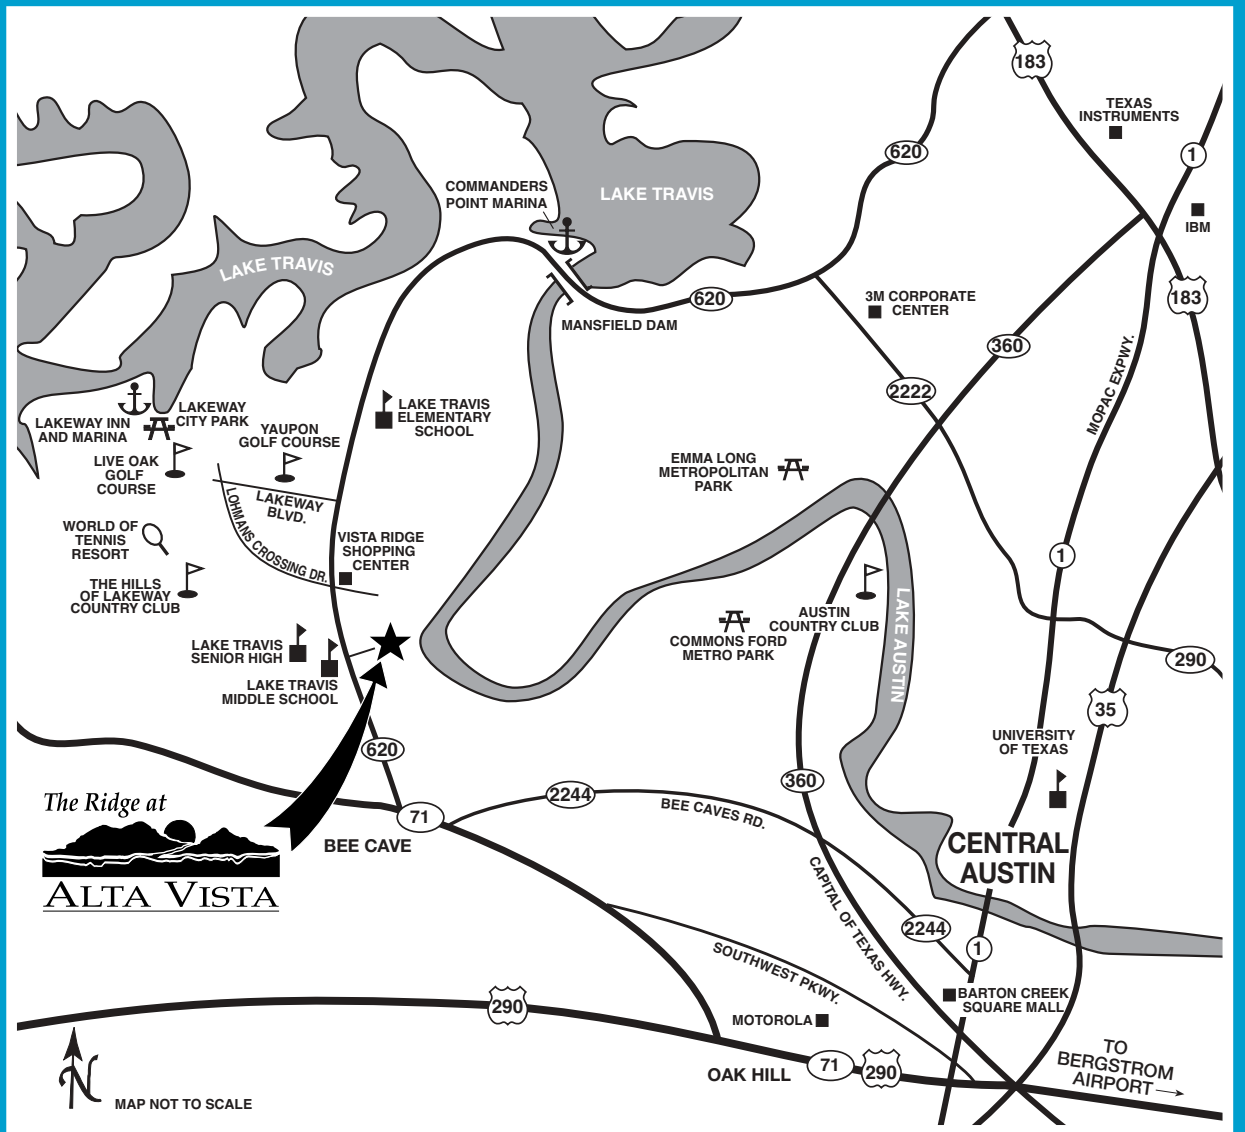 183
TEXAS
INSTRUMENTS
1
620
IBM
COMMANDERS
POINT MARINA
LAKE TRAVIS
LAKE TRAVIS
183
620
3M CORPORATE
CENTER
MANSFIELD DAM
360
MOPAC EXPWY.
2222
LAKEWAY INN
AND MARINA
LAKEWAY
CITY PARK
LAKE TRAVIS
ELEMENTARY
SCHOOL
YAUPON
GOLF COURSE
LIVE OAK
GOLF
COURSE
EMMA LONG
METROPOLITAN
PARK
LAKEWAY
BLVD.
LOHMANS CROSSING DR.
WORLD OF
TENNIS
RESORT
VISTA RIDGE
SHOPPING
CENTER
1
THE HILLS
OF LAKEWAY
COUNTRY CLUB
AUSTIN
COUNTRY CLUB
LAKE AUSTIN
COMMONS FORD
METRO PARK
LAKE TRAVIS
SENIOR HIGH
290
LAKE TRAVIS
MIDDLE SCHOOL
35
UNIVERSITY
OF TEXAS
620
360
2244
The Ridge at
ALTA VISTA
71
BEE CAVE
BEE CAVES RD.
CENTRAL
AUSTIN
CAPITAL OF TEXAS HWY.
2244
1
SOUTHWEST PKWY.
BARTON CREEK
SQUARE MALL
290
MOTOROLA
71
290
OAK HILL
TO
BERGSTROM
AIRPORT
N
MAP NOT TO SCALE